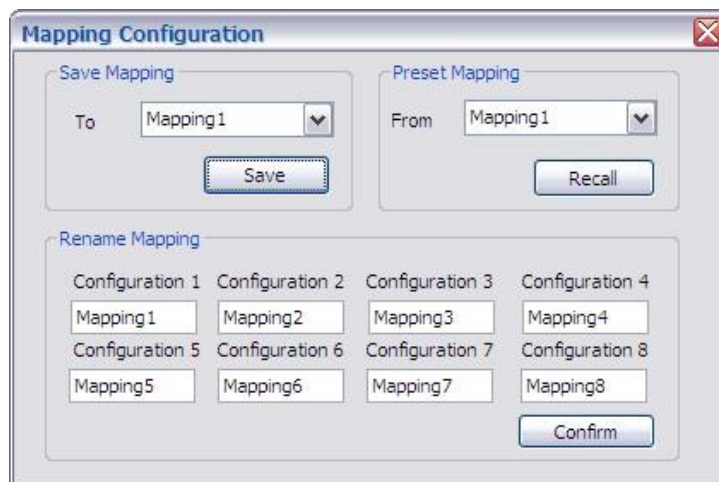 Mapping Configuration
Save Mapping
To Mapping1
Save
Preset Mapping
From Mapping1
Recall
Rename Mapping
Configuration 1 Configuration 2 Configuration 3 Configuration 4
Mapping1 Mapping2 Mapping3 Mapping4
Configuration 5 Configuration 6 Configuration 7 Configuration 8
Mapping5 Mapping6 Mapping7 Mapping8
Confirm